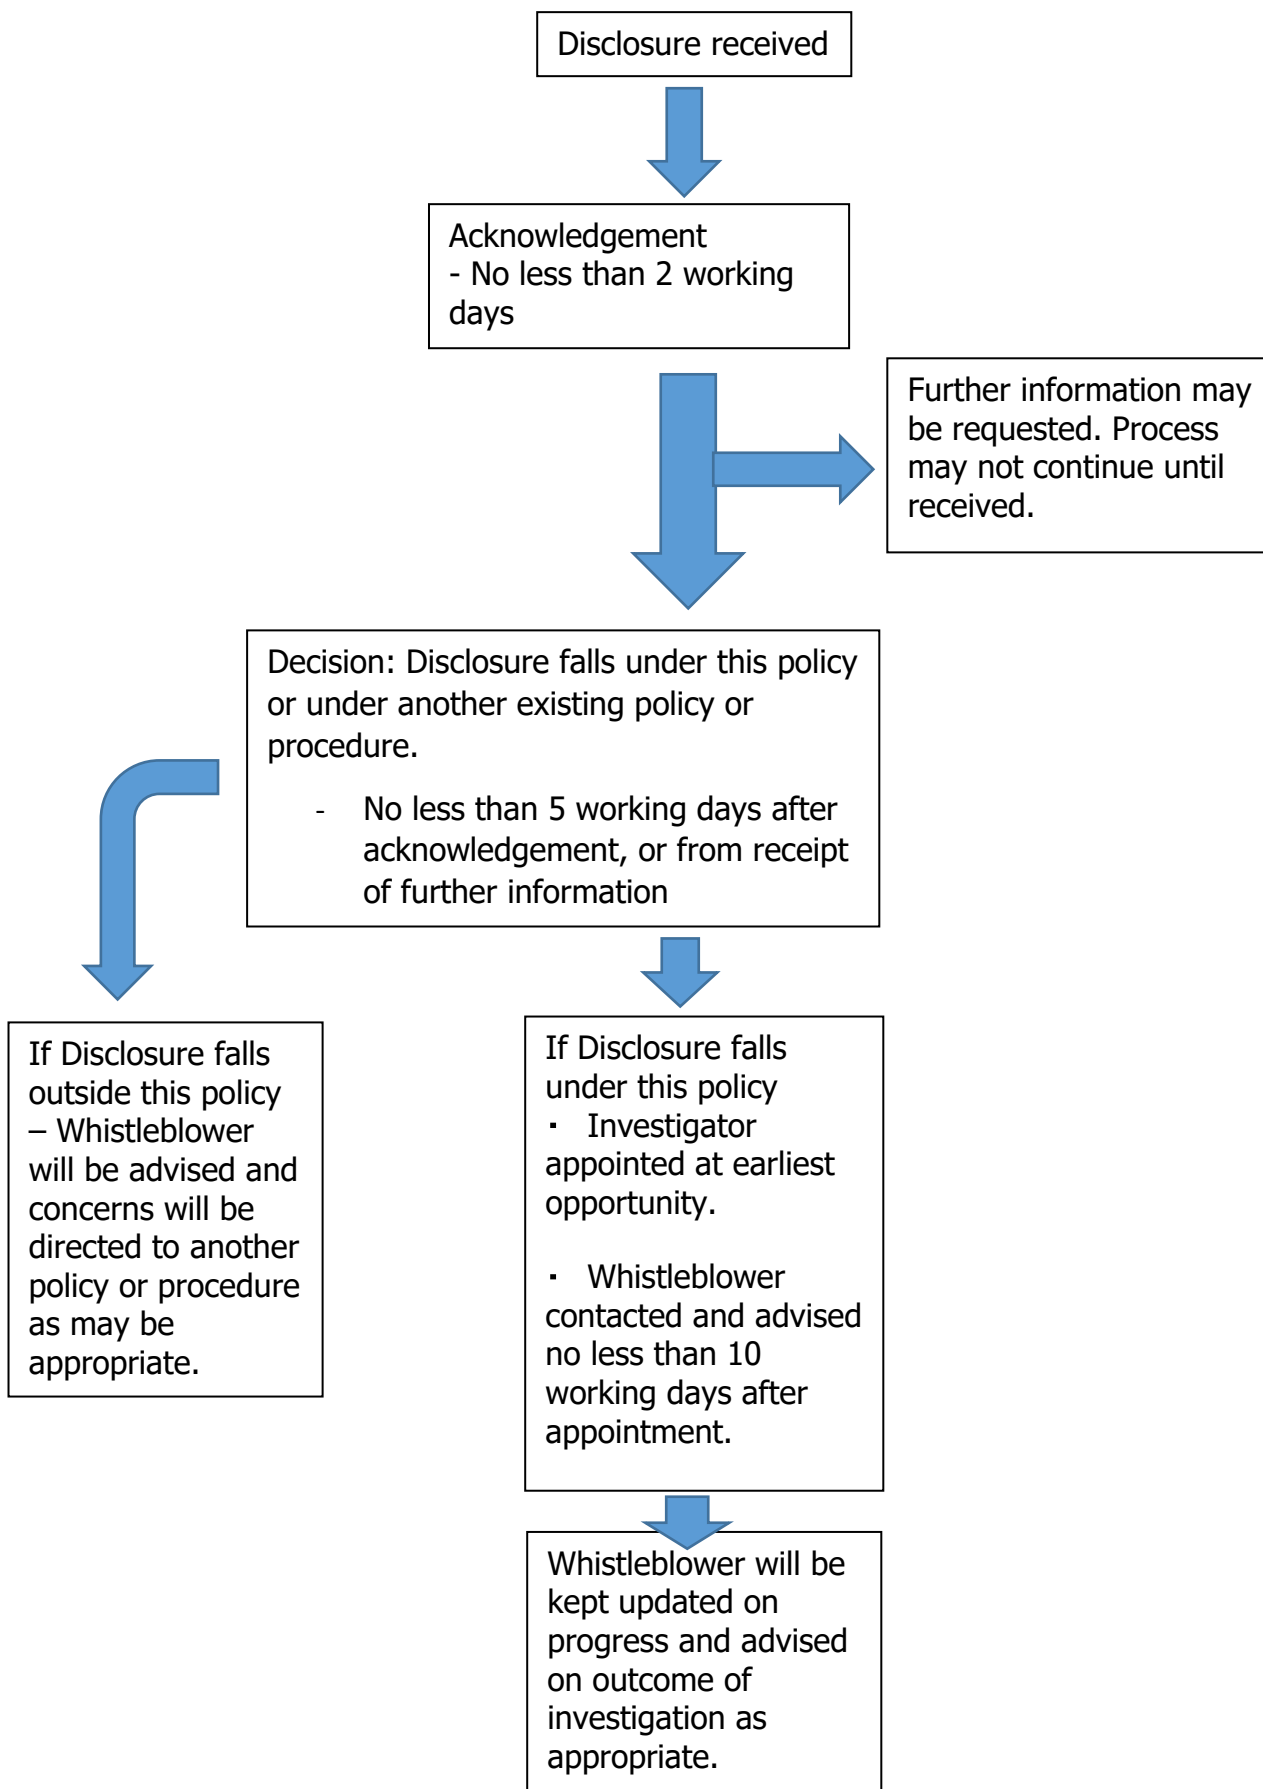 Disclosure received
Acknowledgement
- No less than 2 working
days
Further information may
be requested. Process
may not continue until
received.
Decision: Disclosure falls under this policy
or under another existing policy or
procedure.
- No less than 5 working days after
acknowledgement, or from receipt
of further information
If Disclosure falls
outside this policy
– Whistleblower
will be advised and
concerns will be
directed to another
policy or procedure
as may be
appropriate.
If Disclosure falls
under this policy
▪ Investigator
appointed at earliest
opportunity.
▪ Whistleblower
contacted and advised
no less than 10
working days after
appointment.
Whistleblower will be
kept updated on
progress and advised
on outcome of
investigation as
appropriate.